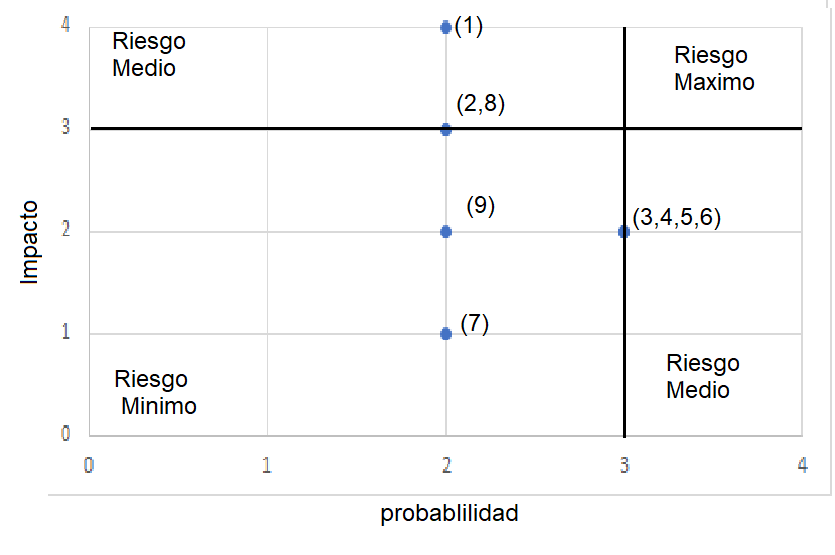 4
(1)
Riesgo
Medio
Riesgo
Maximo
(2,8)
3
(9)
(3,4,5,6)
2
Impacto
(7)
1
Riesgo
Minimo
Riesgo
Medio
0
0 1 2 3 4
probablilidad